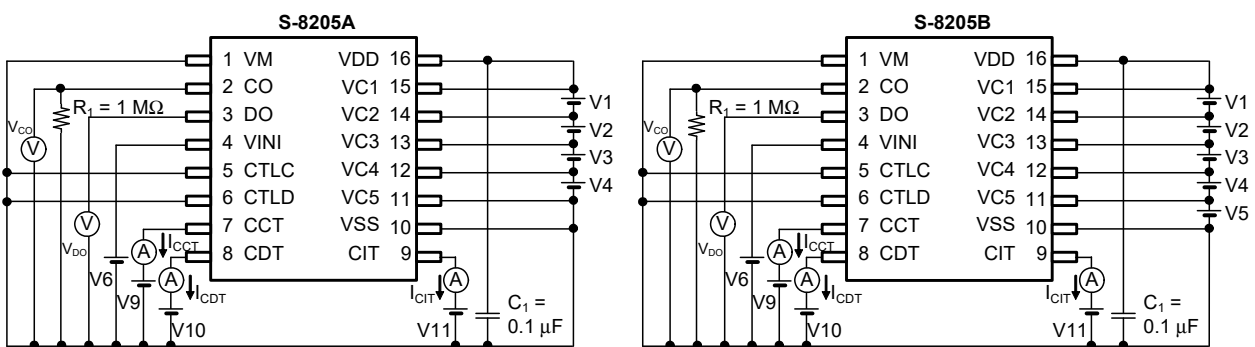 S-8205A
1 VM
2 CO
3 DO
4 VINI
5 CTLC
6 CTLD
7 CCT
8 CDT
VDD 16
VC1 15
VC2 14
VC3 13
VC4 12
VC5 11
VSS 10
CIT 9
R1 = 1 MΩ
VCO
V
V
VDO
V6
A
ICCT
V9
A
ICDT
V10
A
ICIT
V11
C1 =
0.1 μF
V1
V2
V3
V4
S-8205B
1 VM
2 CO
3 DO
4 VINI
5 CTLC
6 CTLD
7 CCT
8 CDT
VDD 16
VC1 15
VC2 14
VC3 13
VC4 12
VC5 11
VSS 10
CIT 9
R1 = 1 MΩ
VCO
V
V
VDO
V6
A
ICCT
V9
A
ICDT
V10
A
ICIT
V11
C1 =
0.1 μF
V1
V2
V3
V4
V5